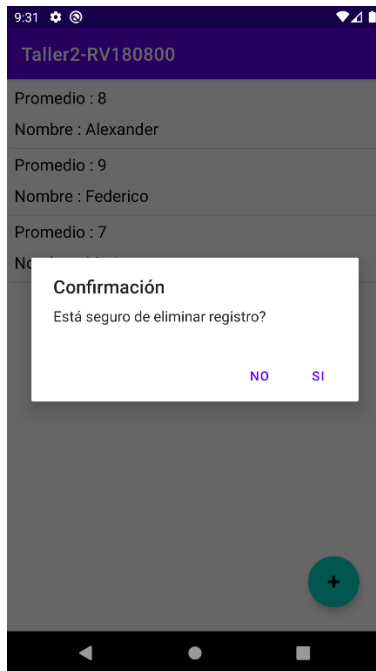 9:31
Taller2-RV180800
Promedio : 8
Nombre : Alexander
Promedio : 9
Nombre : Federico
Promedio : 7
Confirmación
Está seguro de eliminar registro?
NO SI
+